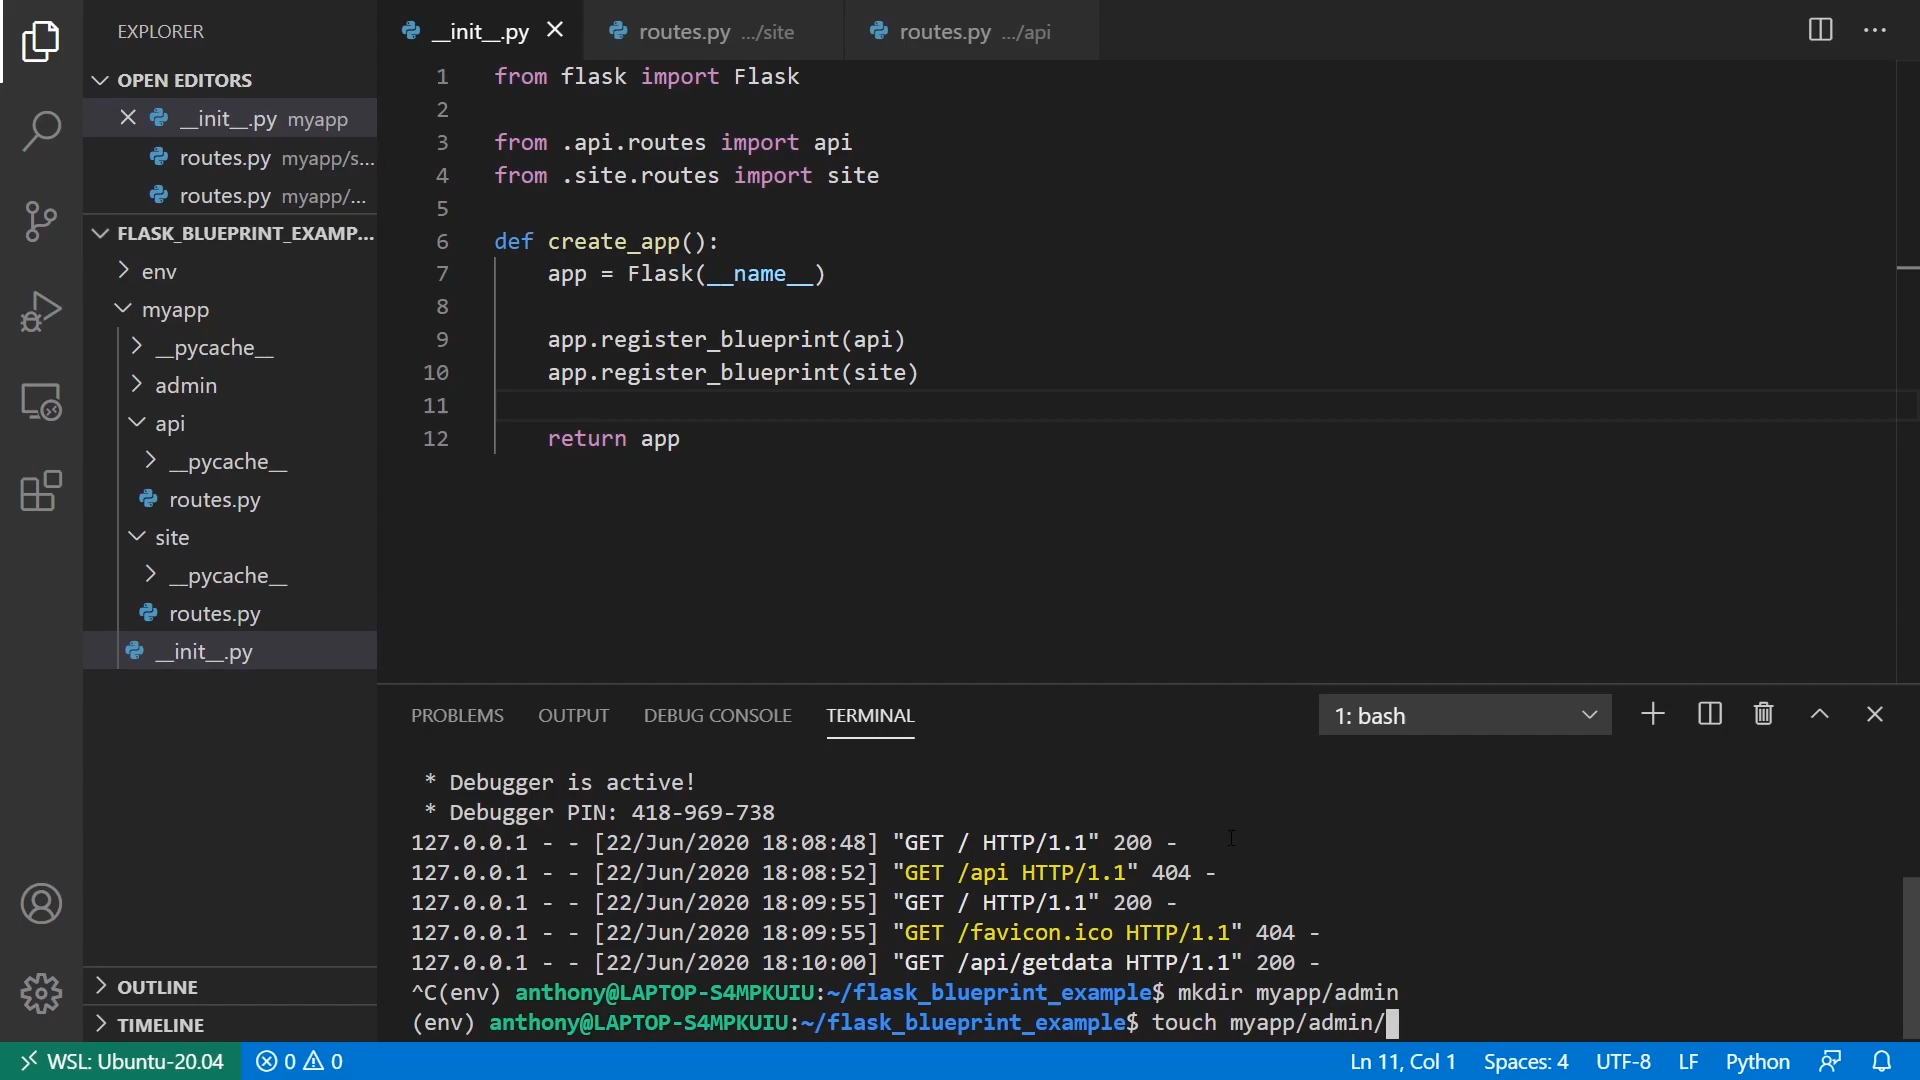 EXPLORER
OPEN EDITORS
__init__.py myapp
routes.py myapp/s...
routes.py myapp/...
FLASK_BLUEPRINT_EXAMP...
env
myapp
__pycache__
admin
api
__pycache__
routes.py
site
__pycache__
routes.py
__init__.py
OUTLINE
TIMELINE
__init__.py
routes.py .../site
routes.py .../api
1 from flask import Flask
2
3 from .api.routes import api
4 from .site.routes import site
5
6 def create_app():
7 app = Flask(__name__)
8
9 app.register_blueprint(api)
10 app.register_blueprint(site)
11
12 return app
PROBLEMS OUTPUT DEBUG CONSOLE TERMINAL
1: bash
* Debugger is active!
* Debugger PIN: 418-969-738
127.0.0.1 - - [22/Jun/2020 18:08:48] "GET / HTTP/1.1" 200 -
127.0.0.1 - - [22/Jun/2020 18:08:52] "GET /api HTTP/1.1" 404 -
127.0.0.1 - - [22/Jun/2020 18:09:55] "GET / HTTP/1.1" 200 -
127.0.0.1 - - [22/Jun/2020 18:09:55] "GET /favicon.ico HTTP/1.1" 404 -
127.0.0.1 - - [22/Jun/2020 18:10:00] "GET /api/getdata HTTP/1.1" 200 -
^C(env) anthony@LAPTOP-S4MPKUIU:~/flask_blueprint_example$ mkdir myapp/admin
(env) anthony@LAPTOP-S4MPKUIU:~/flask_blueprint_example$ touch myapp/admin/
WSL: Ubuntu-20.04 0 0 Ln 11, Col 1 Spaces: 4 UTF-8 LF Python